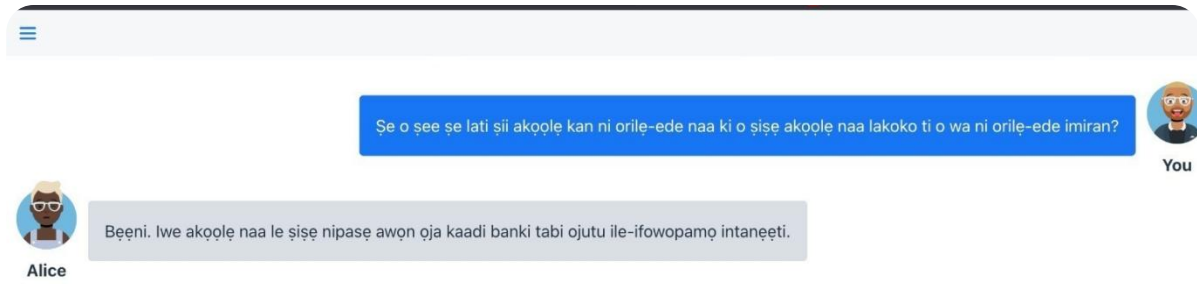 Ṣe o ṣee ṣe lati ṣii akọọlẹ kan ni orilẹ-ede naa ki o ṣiṣẹ akọọlẹ naa lakoko ti o wa ni orilẹ-ede imiran?
You
Bẹẹni. Iwe akọọlẹ naa le ṣiṣẹ nipasẹ awọn ọja kaadi banki tabi ojutu ile-ifowopamọ intanẹẹti.
Alice